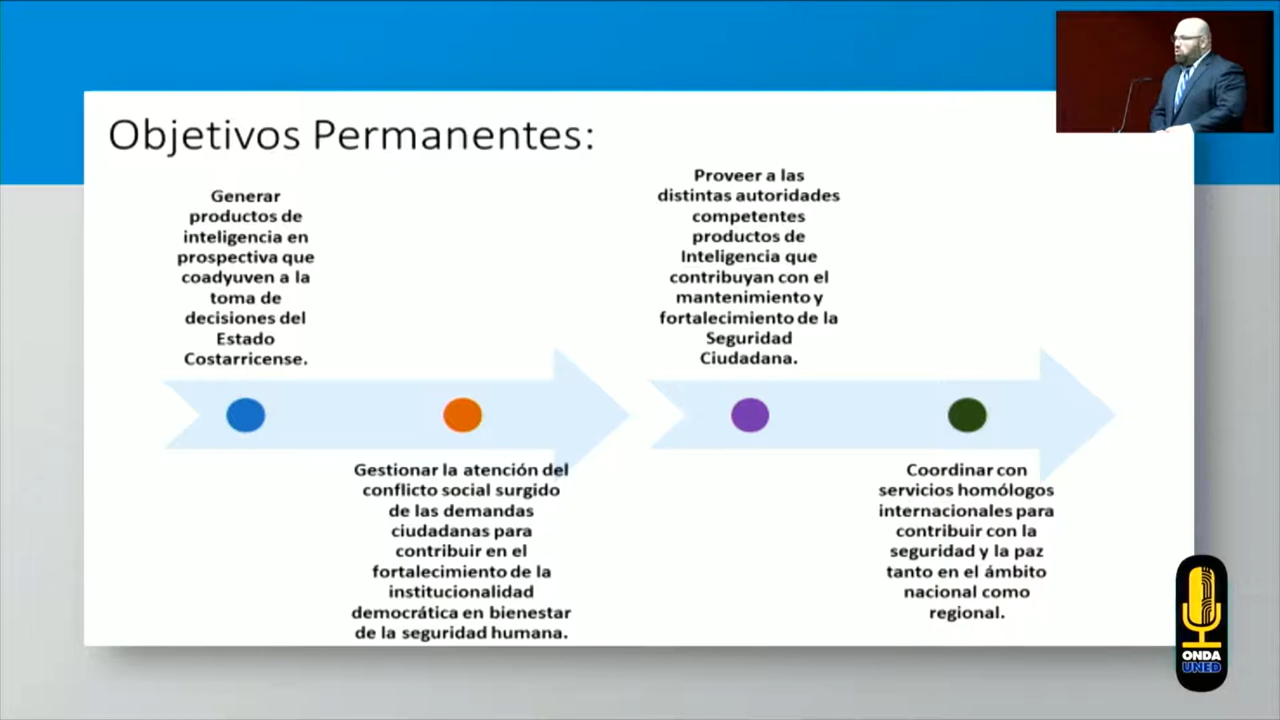 Objetivos Permanentes:
Generar
productos de
inteligencia en
prospectiva que
coadyuven a la
toma de
decisiones del
Estado
Costarricense.
Gestionar la atención del
conflicto social surgido
de las demandas
ciudadanas para
contribuir en el
fortalecimiento de la
institucionalidad
democrática en bienestar
de la seguridad humana.
Proveer a las
distintas autoridades
competentes
productos de
Inteligencia que
contribuyan con el
mantenimiento y
fortalecimiento de la
Seguridad
Ciudadana.
Coordinar con
servicios homólogos
internacionales para
contribuir con la
seguridad y la paz
tanto en el ámbito
nacional como
regional.
ONDA
UNED